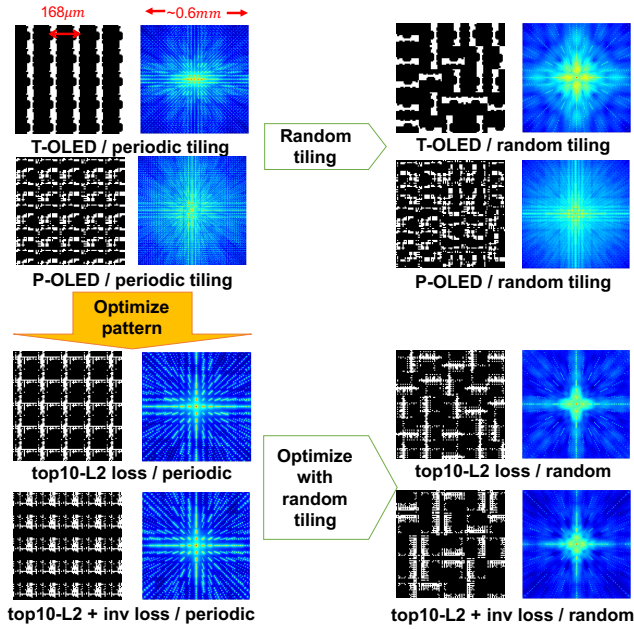 168μm
~0.6mm
T-OLED / periodic tiling
Random
tiling
T-OLED / random tiling
P-OLED / periodic tiling
P-OLED / random tiling
Optimize
pattern
top10-L2 loss / periodic
Optimize
with
random
tiling
top10-L2 loss / random
top10-L2 + inv loss / periodic
top10-L2 + inv loss / random